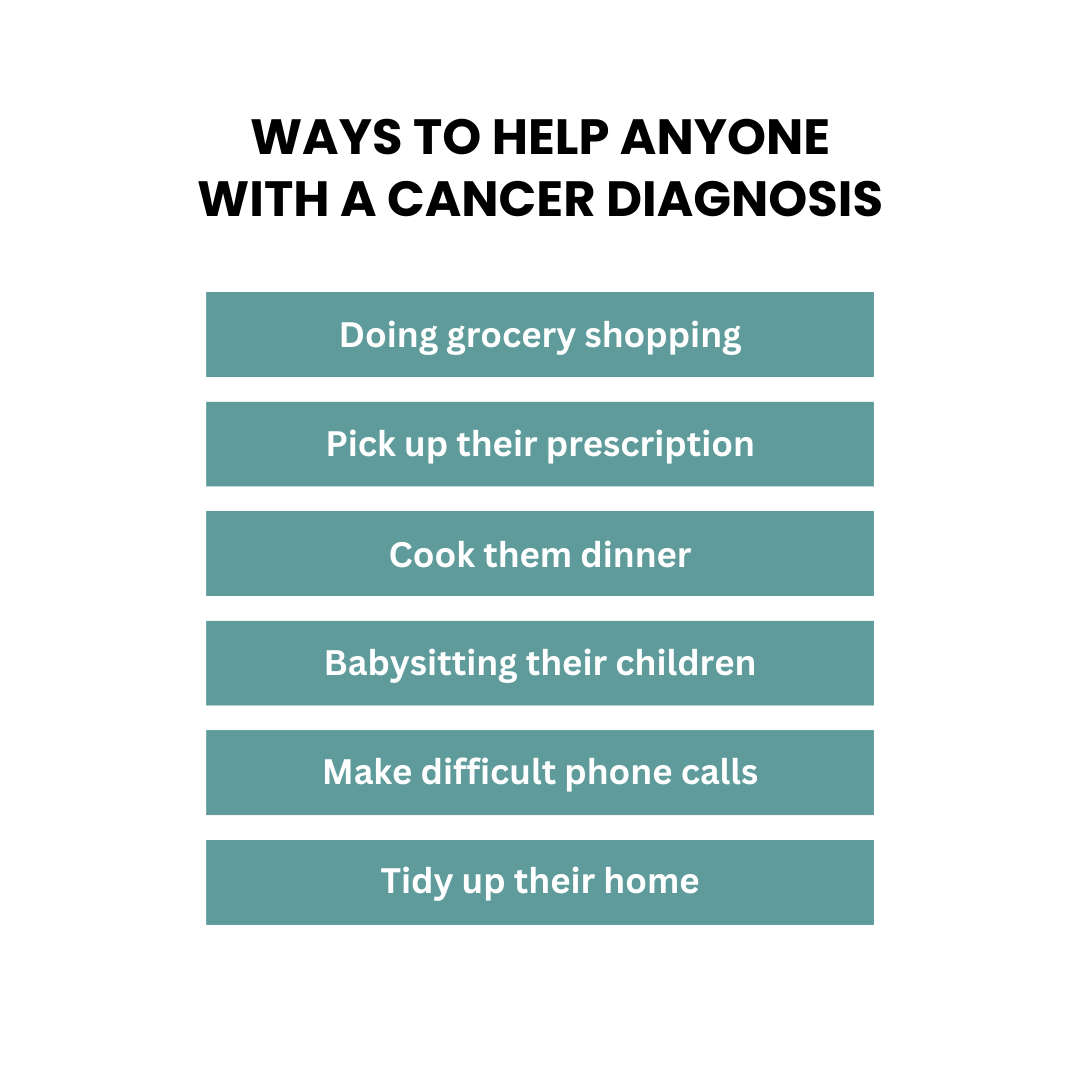 WAYS TO HELP ANYONE
WITH A CANCER DIAGNOSIS
Doing grocery shopping
Pick up their prescription
Cook them dinner
Babysitting their children
Make difficult phone calls
Tidy up their home